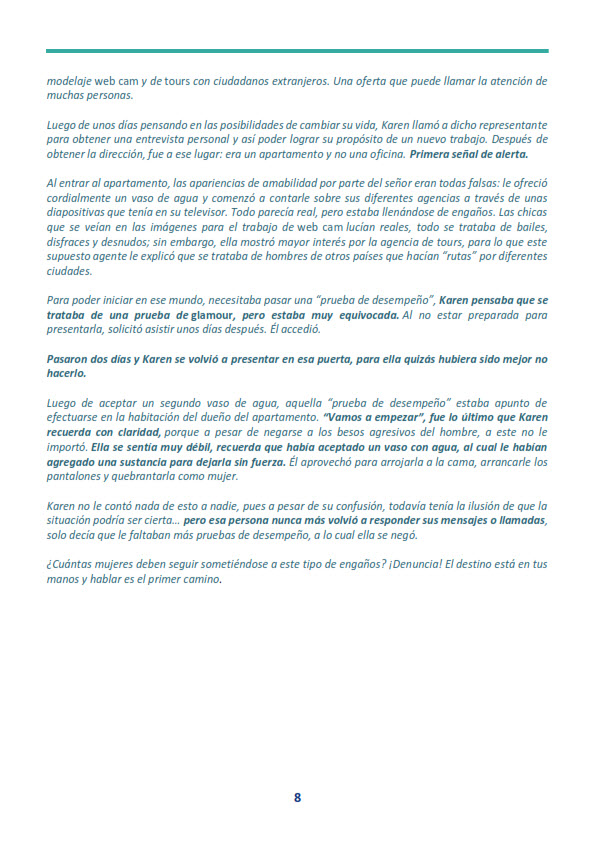 modelaje web cam y de tours con ciudadanos extranjeros. Una oferta que puede llamar la atención de
muchas personas.
Luego de unos días pensando en las posibilidades de cambiar su vida, Karen llamó a dicho representante
para obtener una entrevista personal y así poder lograr su propósito de un nuevo trabajo. Después de
obtener la dirección, fue a ese lugar: era un apartamento y no una oficina. Primera señal de alerta.
Al entrar al apartamento, las apariencias de amabilidad por parte del señor eran todas falsas: le ofreció
cordialmente un vaso de agua y comenzó a contarle sobre sus diferentes agencias a través de unas
diapositivas que tenía en su televisor. Todo parecía real, pero estaba llenándose de engaños. Las chicas
que se veían en las imágenes para el trabajo de web cam lucían reales, todo se trataba de bailes,
disfraces y desnudos; sin embargo, ella mostró mayor interés por la agencia de tours, para lo que este
supuesto agente le explicó que se trataba de hombres de otros países que hacían “rutas” por diferentes
ciudades.
Para poder iniciar en ese mundo, necesitaba pasar una “prueba de desempeño”, Karen pensaba que se
trataba de una prueba de glamour, pero estaba muy equivocada. Al no estar preparada para
presentarla, solicitó asistir unos días después. Él accedió.
Pasaron dos días y Karen se volvió a presentar en esa puerta, para ella quizás hubiera sido mejor no
hacerlo.
Luego de aceptar un segundo vaso de agua, aquella “prueba de desempeño” estaba apunto de
efectuarse en la habitación del dueño del apartamento. “Vamos a empezar”, fue lo último que Karen
recuerda con claridad, porque a pesar de negarse a los besos agresivos del hombre, a este no le
importó. Ella se sentía muy débil, recuerda que había aceptado un vaso con agua, al cual le habían
agregado una sustancia para dejarla sin fuerza. Él aprovechó para arrojarla a la cama, arrancarle los
pantalones y quebrantarla como mujer.
Karen no le contó nada de esto a nadie, pues a pesar de su confusión, todavía tenía la ilusión de que la
situación podría ser cierta… pero esa persona nunca más volvió a responder sus mensajes o llamadas,
solo decía que le faltaban más pruebas de desempeño, a lo cual ella se negó.
¿Cuántas mujeres deben seguir sometiéndose a este tipo de engaños? ¡Denuncia! El destino está en tus
manos y hablar es el primer camino.
8